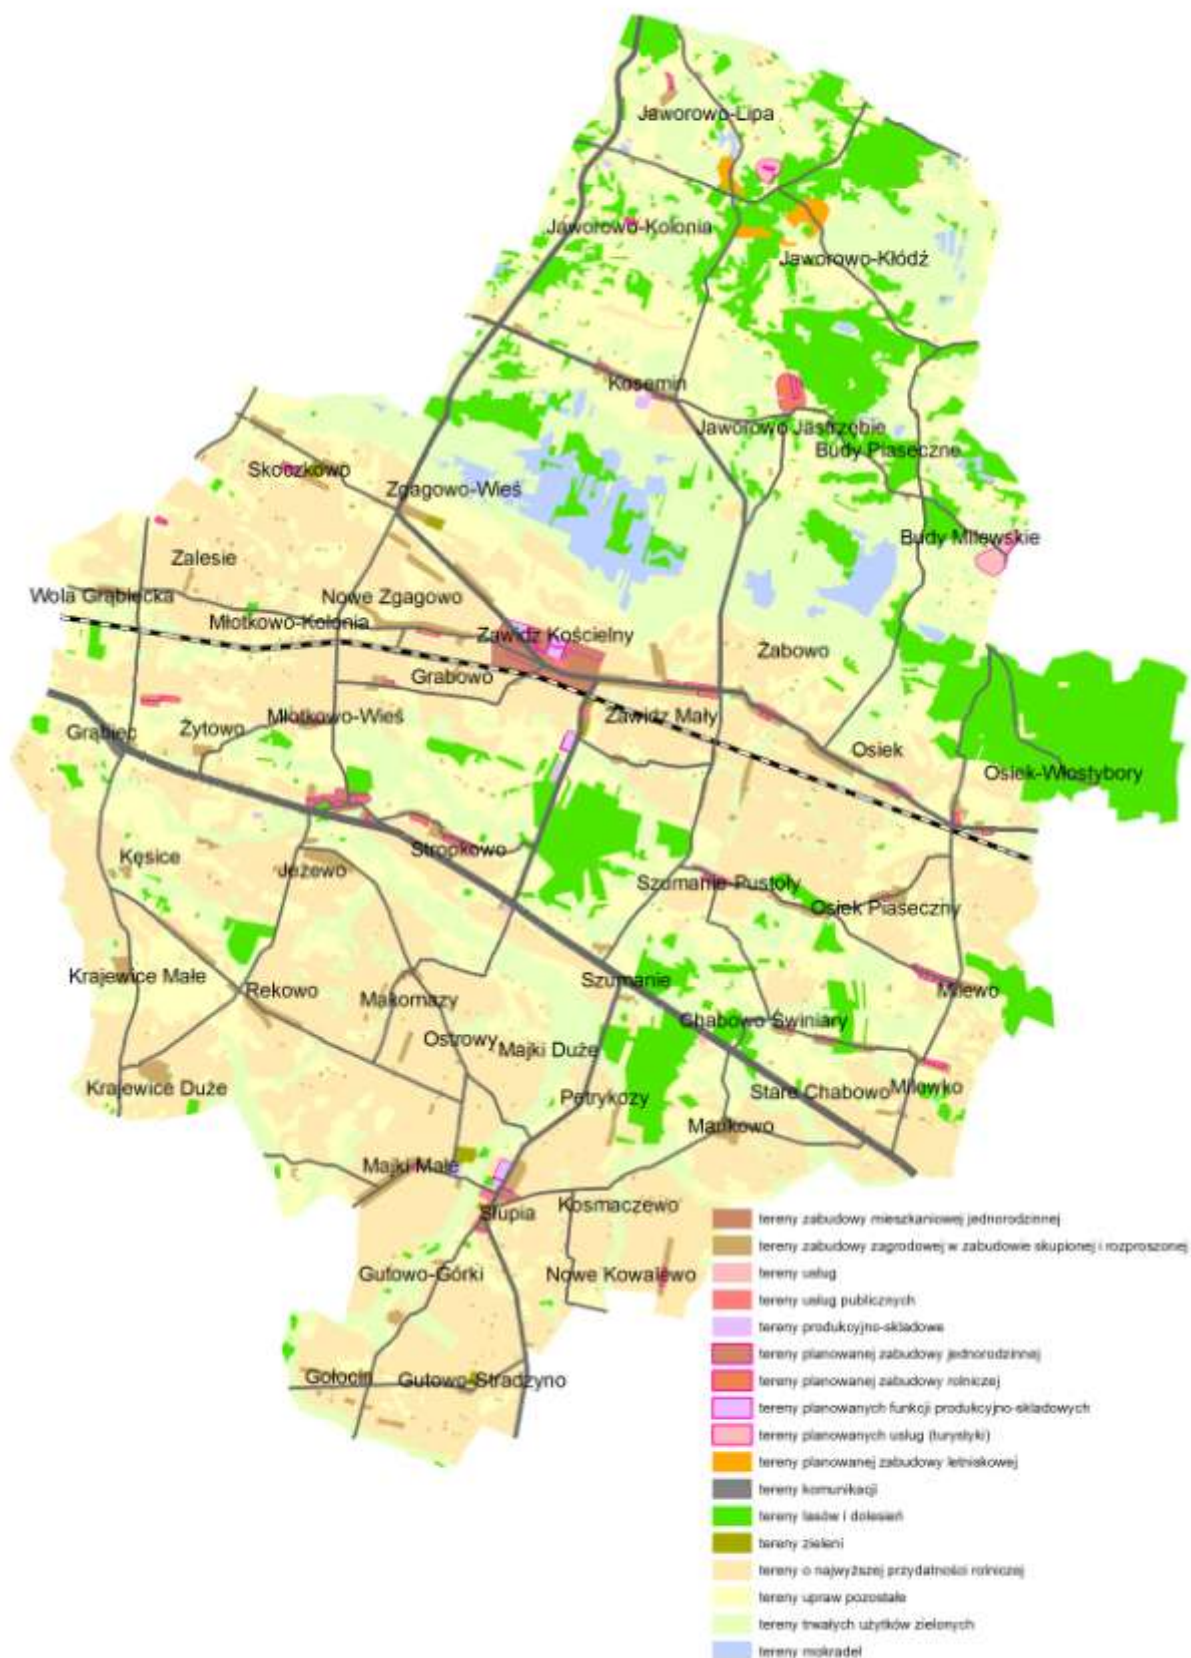 Jaworowo-Lipa
Jaworowo-Kolonia
Jaworowo-Kłódź
Kosemin
Jaworowo Jastrzębie
Budy Piaseczne
Skoczkowo
Zgagowo-Wieś
Budy Milewskie
Zalesie
Wola Grąbiecka
Nowe Zgagowo
Młotkowo-Kolonia
Zawidz Kościelny
Żabowo
Grabowo
Młotkowo-Wieś
Zawidz Mały
Grąbiec
Żytowo
Osiek
Osiek-Włostybory
Stropkowo
Kęsice
Jeżewo
Szumanie-Pustoły
Osiek Piaseczny
Krajewice Małe
Rekowo
Makomazy
Szumanie
Milewo
Chabowo-Świniary
Ostrowy
Majki Duże
Krajewice Duże
Petrykozy
Stare Chabowo
Milewko
Mańkowo
Majki Małe
Słupia
Kosmaczewo
Gutowo-Górki
Nowe Kowalewo
Gołocin
Gutowo-Stradzyno
tereny zabudowy mieszkaniowej jednorodzinnej
tereny zabudowy zagrodowej w zabudowie skupionej i rozproszonej
tereny usług
tereny usług publicznych
tereny produkcyjno-składowe
tereny planowanej zabudowy jednorodzinnej
tereny planowanej zabudowy rolniczej
tereny planowanych funkcji produkcyjno-składowych
tereny planowanych usług (turystyki)
tereny planowanej zabudowy letniskowej
tereny komunikacji
tereny lasów i dolesień
tereny zieleni
tereny o najwyższej przydatności rolniczej
tereny upraw pozostałe
tereny trwałych użytków zielonych
tereny mokradeł